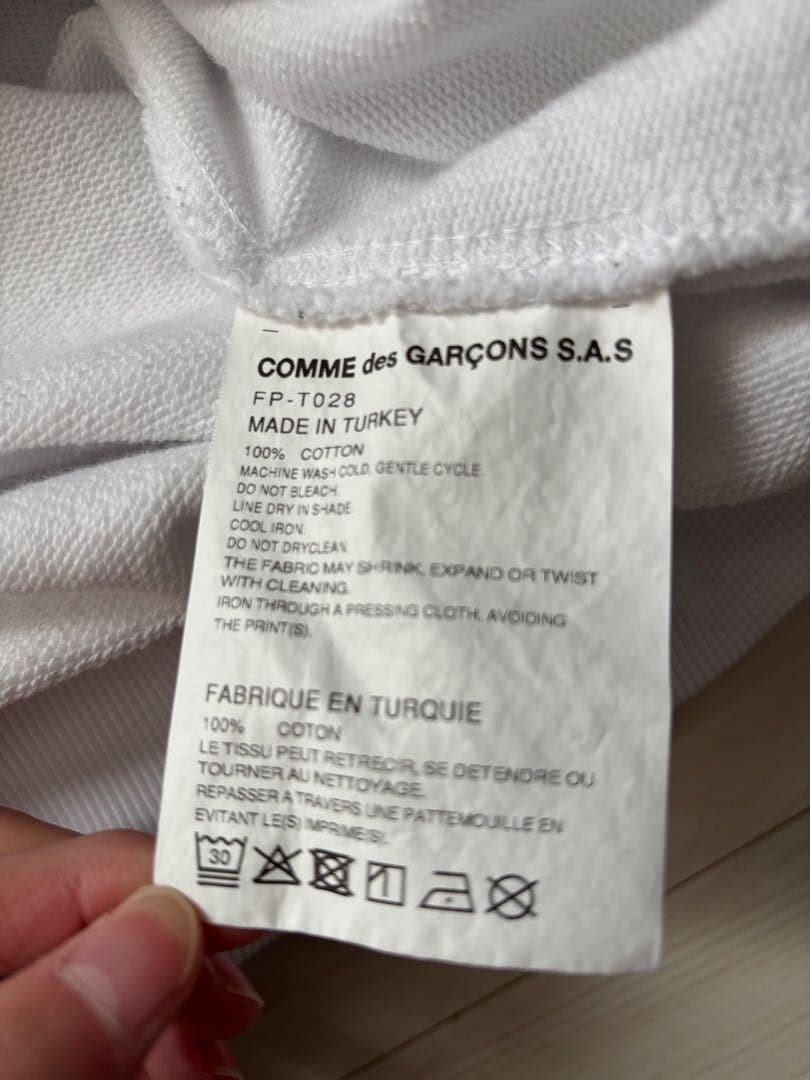 COMME des GARÇONS S.A.S
FP-T028
MADE IN TURKEY
100% COTTON
MACHINE WASH COLD, GENTLE CYCLE.
DO NOT BLEACH.
LINE DRY IN SHADE.
COOL IRON.
DO NOT DRYCLEAN.
THE FABRIC MAY SHRINK, EXPAND OR TWIST
WITH CLEANING.
IRON THROUGH A PRESSING CLOTH, AVOIDING
THE PRINT(S).
FABRIQUE EN TURQUIE
100% COTON
LE TISSU PEUT RETRECIR, SE DETENDRE OU
TOURNER AU NETTOYAGE.
REPASSER A TRAVERS UNE PATTEMOUILLE EN
EVITANT LE(S) IMPRIME(S).
30